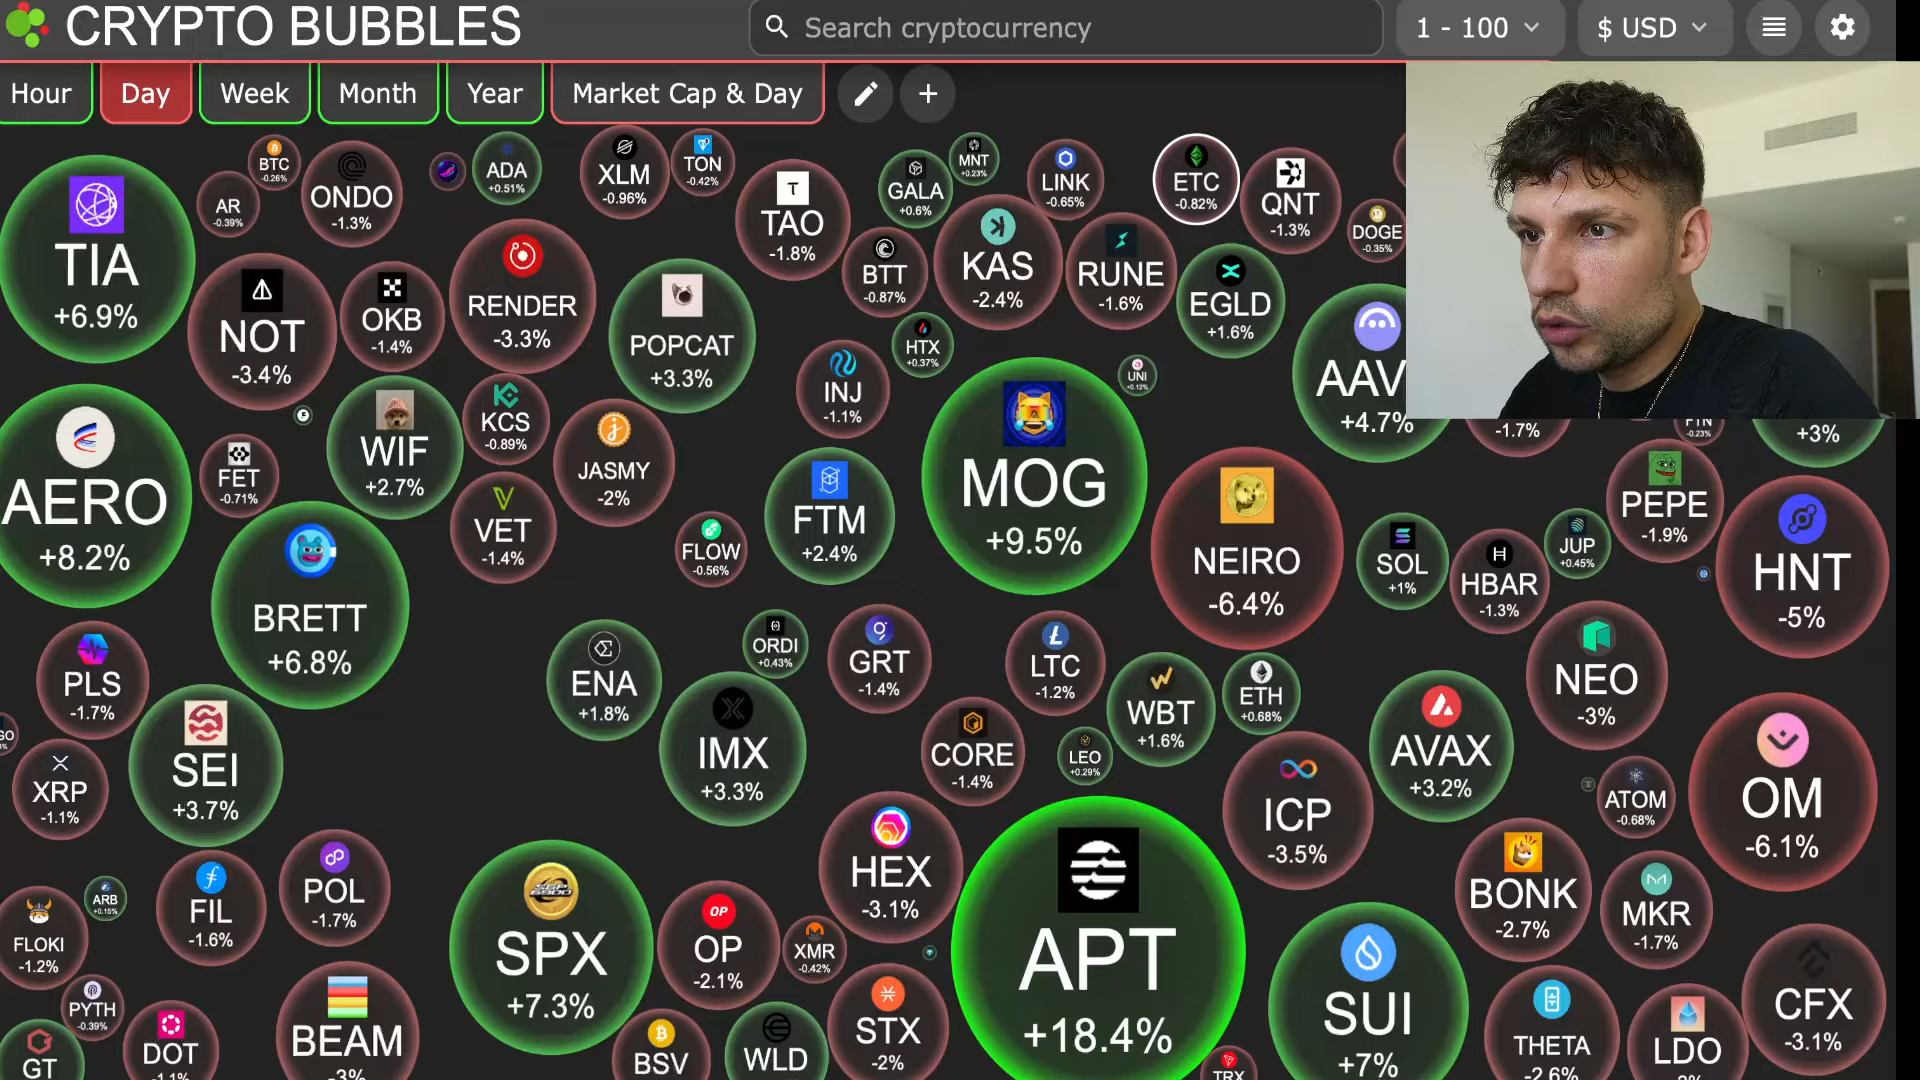 CRYPTO BUBBLES
Search cryptocurrency
1 - 100
$ USD
Hour
Day
Week
Month
Year
Market Cap & Day
TIA
+6.9%
AR
-0.39%
BTC
-0.26%
ONDO
-1.3%
ADA
+0.51%
XLM
-0.96%
TON
-0.42%
TAO
-1.8%
GALA
+0.6%
MNT
+0.23%
LINK
-0.65%
ETC
-0.82%
QNT
-1.3%
DOGE
-0.35%
NOT
-3.4%
OKB
-1.4%
RENDER
-3.3%
POPCAT
+3.3%
BTT
-0.87%
KAS
-2.4%
RUNE
-1.6%
EGLD
+1.6%
HTX
+0.37%
INJ
-1.1%
UNI
+0.12%
AAV
+4.7%
-1.7%
FTN
-0.23%
+3%
AERO
+8.2%
FET
-0.71%
WIF
+2.7%
KCS
-0.89%
JASMY
-2%
VET
-1.4%
FLOW
-0.56%
FTM
+2.4%
MOG
+9.5%
NEIRO
-6.4%
SOL
+1%
HBAR
-1.3%
JUP
+0.45%
PEPE
-1.9%
HNT
-5%
BRETT
+6.8%
PLS
-1.7%
ENA
+1.8%
ORDI
+0.43%
GRT
-1.4%
LTC
-1.2%
WBT
+1.6%
ETH
+0.68%
NEO
-3%
SEI
+3.7%
XRP
-1.1%
IMX
+3.3%
CORE
-1.4%
LEO
+0.29%
ICP
-3.5%
AVAX
+3.2%
ATOM
-0.68%
OM
-6.1%
HEX
-3.1%
FLOKI
-1.2%
ARB
+0.15%
FIL
-1.6%
POL
-1.7%
SPX6900
SPX
+7.3%
OP
OP
-2.1%
XMR
-0.42%
APT
+18.4%
BONK
-2.7%
MKR
-1.7%
PYTH
-0.39%
GT
DOT
-1.1%
BEAM
-3%
BSV
WLD
STX
-2%
TRX
SUI
+7%
THETA
-2.6%
LDO
CFX
-3.1%